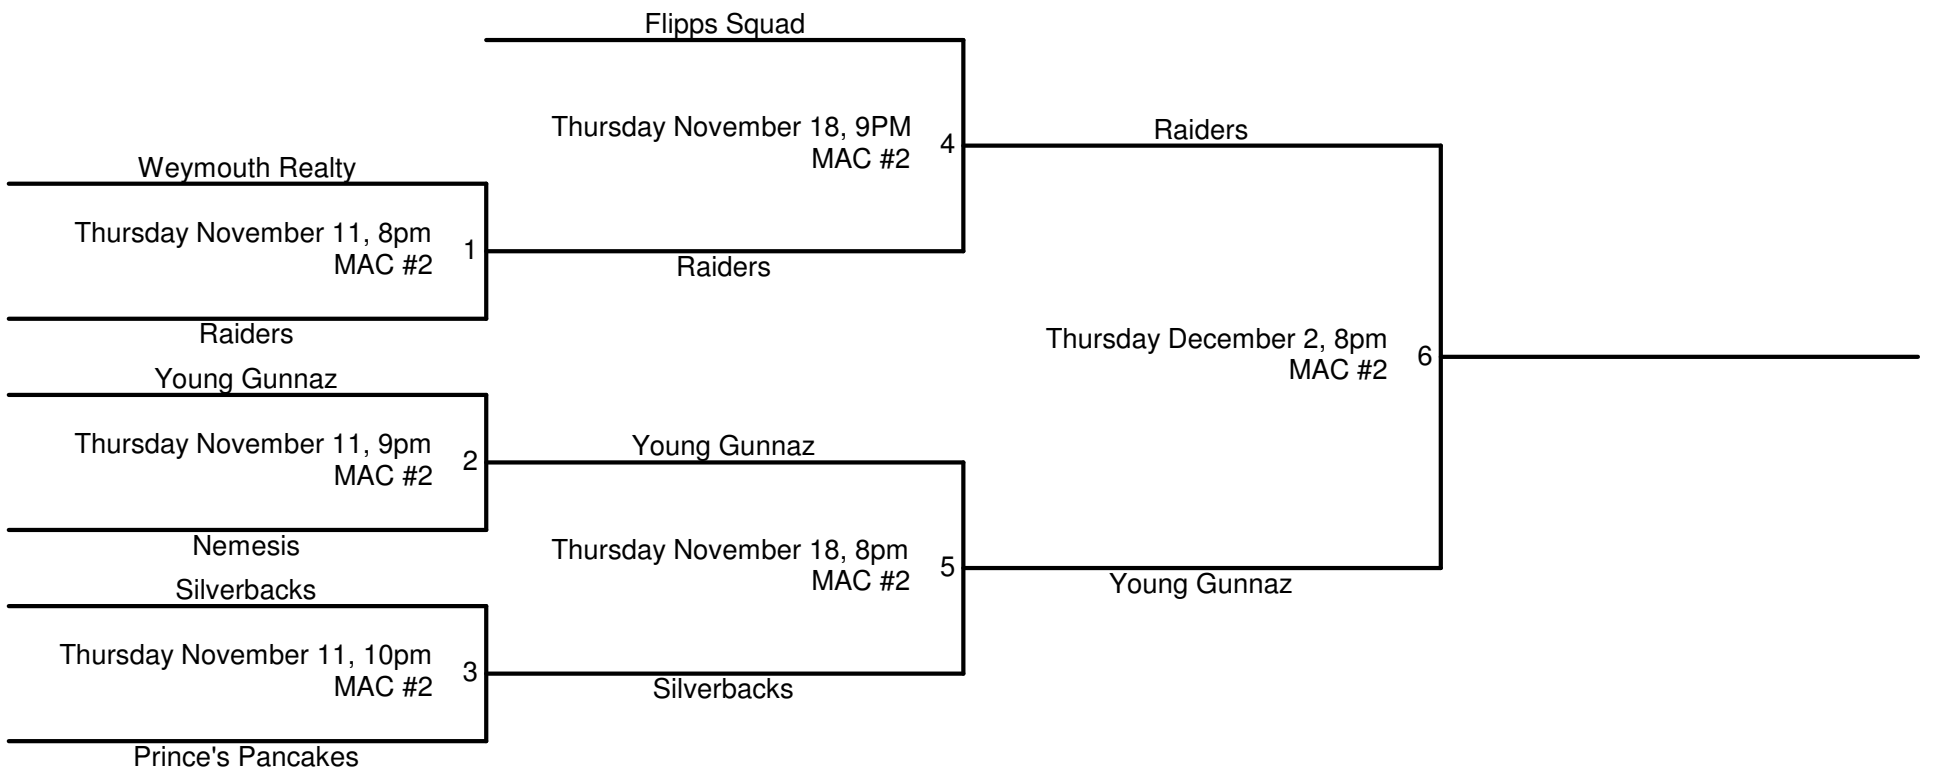 Flipps Squad
Thursday November 18, 9PM
MAC #2
4
Raiders
Weymouth Realty
Thursday November 11, 8pm
MAC #2
1
Raiders
Raiders
Young Gunnaz
Thursday November 11, 9pm
MAC #2
2
Young Gunnaz
Nemesis
Thursday November 18, 8pm
MAC #2
5
Young Gunnaz
Thursday December 2, 8pm
MAC #2
6
Silverbacks
Thursday November 11, 10pm
MAC #2
3
Silverbacks
Prince's Pancakes